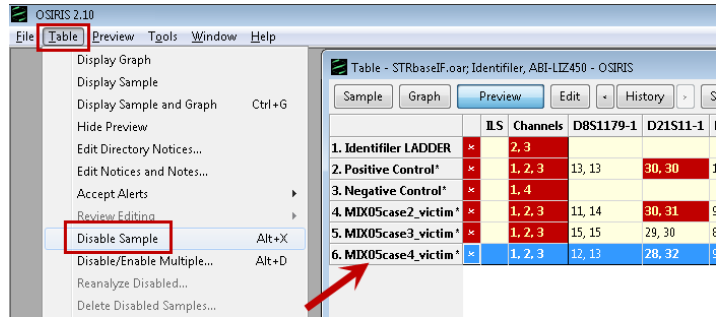 OSIRIS 2.10
File Table Preview Tools Window Help
Display Graph
Display Sample
Display Sample and Graph Ctrl+G
Hide Preview
Edit Directory Notices...
Edit Notices and Notes...
Accept Alerts
Review Editing
Disable Sample Alt+X
Disable/Enable Multiple... Alt+D
Reanalyze Disabled...
Delete Disabled Samples...
Table - STRbaseIF.oar; Identifiler, ABI-LIZ450 - OSIRIS
Sample Graph Preview Edit History
ILS Channels D8S1179-1 D21S11-1
1. Identifiler LADDER 2, 3
2. Positive Control* 1, 2, 3 13, 13 30, 30
3. Negative Control* 1, 4
4. MIX05case2_victim* 1, 2, 3 11, 14 30, 31
5. MIX05case3_victim* 1, 2, 3 15, 15 29, 30
6. MIX05case4_victim* 1, 2, 3 12, 13 28, 32